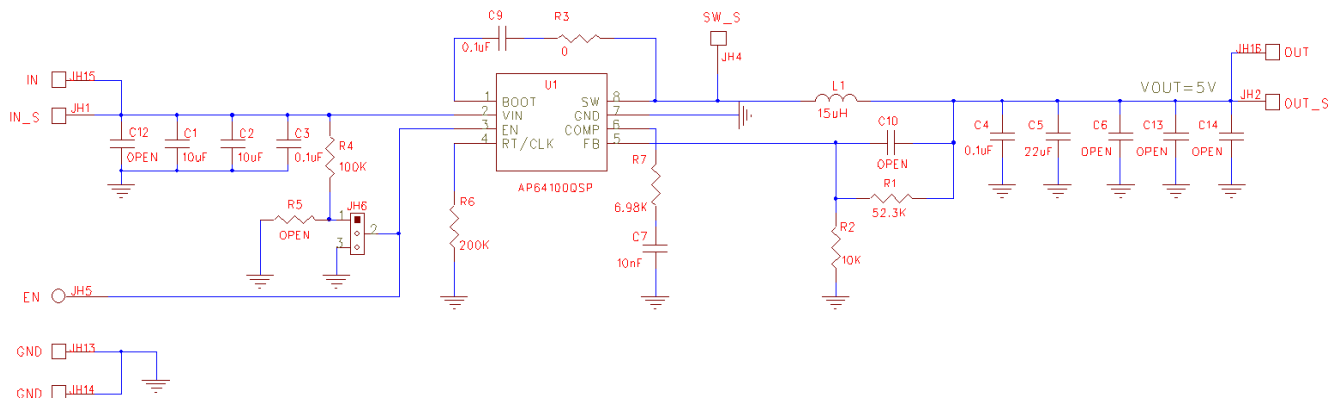 C9
0.1uF
R3
0
SW_S
JH4
IN
JH15
IN_S
JH1
C12
OPEN
C1
10uF
C2
10uF
C3
0.1uF
R4
100K
U1
1 BOOT SW 8
2 VIN GND 7
3 EN COMP 6
4 RT/CLK FB 5
AP64100QSP
L1
15uH
VOUT=5V
JH16
OUT
JH2
OUT_S
C10
OPEN
C4
0.1uF
C5
22uF
C6
OPEN
C13
OPEN
C14
OPEN
R1
52.3K
R2
10K
R7
6.98K
C7
10nF
R6
200K
R5
OPEN
JH6
1
2
3
EN
JH5
GND
JH13
GND
JH14